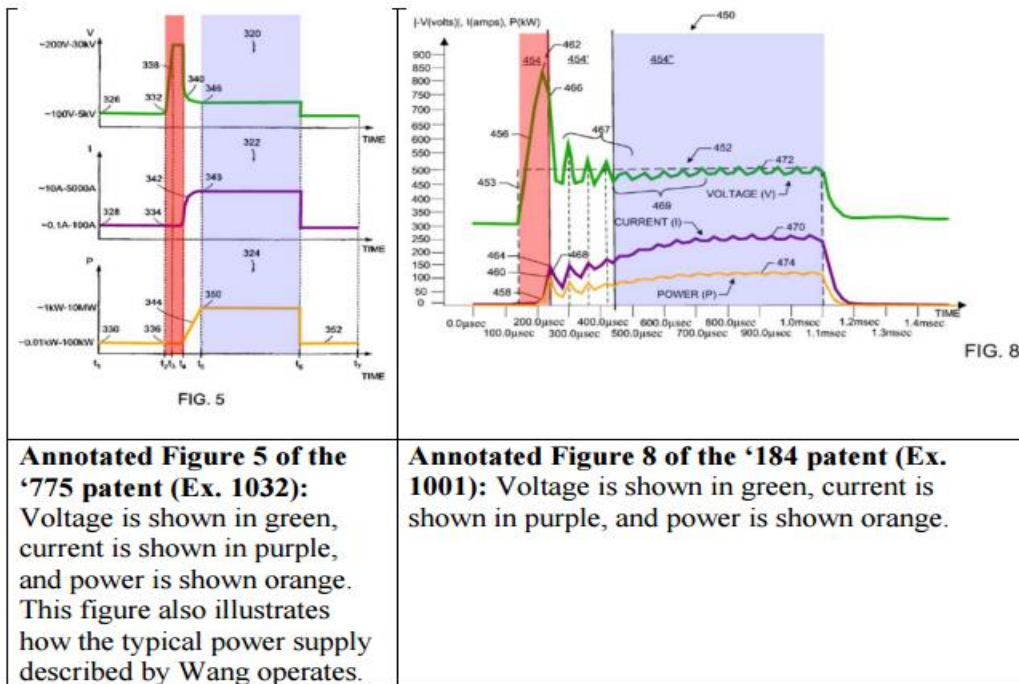 V
~200V-30kV
320
338
340
346
326
332
~100V-5kV
TIME
I
322
~10A-5000A
342
343
328
334
~0.1A-100A
TIME
P
324
~1kW-10MW
344
350
330
336
352
~0.01kW-100kW
t₁ t₂ t₃ t₄ t₅ t₆ t₇
TIME
FIG. 5
|-V(volts)|, I(amps), P(kW)
450
462
454 454' 454"
900
850
800
750
700
650
600
550
500
450
400
350
300
250
200
150
100
50
0
466
456
467
452
472
453
VOLTAGE (V)
469
CURRENT (I)
470
464
468
460
474
458
POWER (P)
TIME
0.0μsec 200.0μsec 400.0μsec 600.0μsec 800.0μsec 1.0msec 1.2msec 1.4msec
100.0μsec 300.0μsec 500.0μsec 700.0μsec 900.0μsec 1.1msec 1.3msec
FIG. 8
Annotated Figure 5 of the
‘775 patent (Ex. 1032):
Voltage is shown in green,
current is shown in purple,
and power is shown orange.
This figure also illustrates
how the typical power supply
described by Wang operates.
Annotated Figure 8 of the ‘184 patent (Ex.
1001): Voltage is shown in green, current is
shown in purple, and power is shown orange.